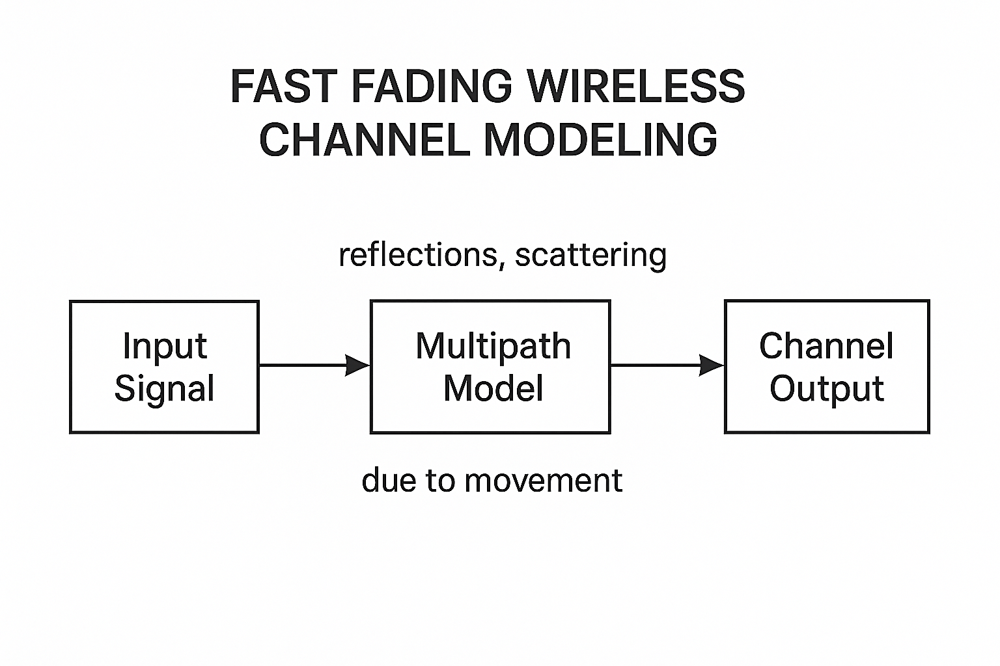 FAST FADING WIRELESS
CHANNEL MODELING
reflections, scattering
Input
Signal
Multipath
Model
Channel
Output
due to movement